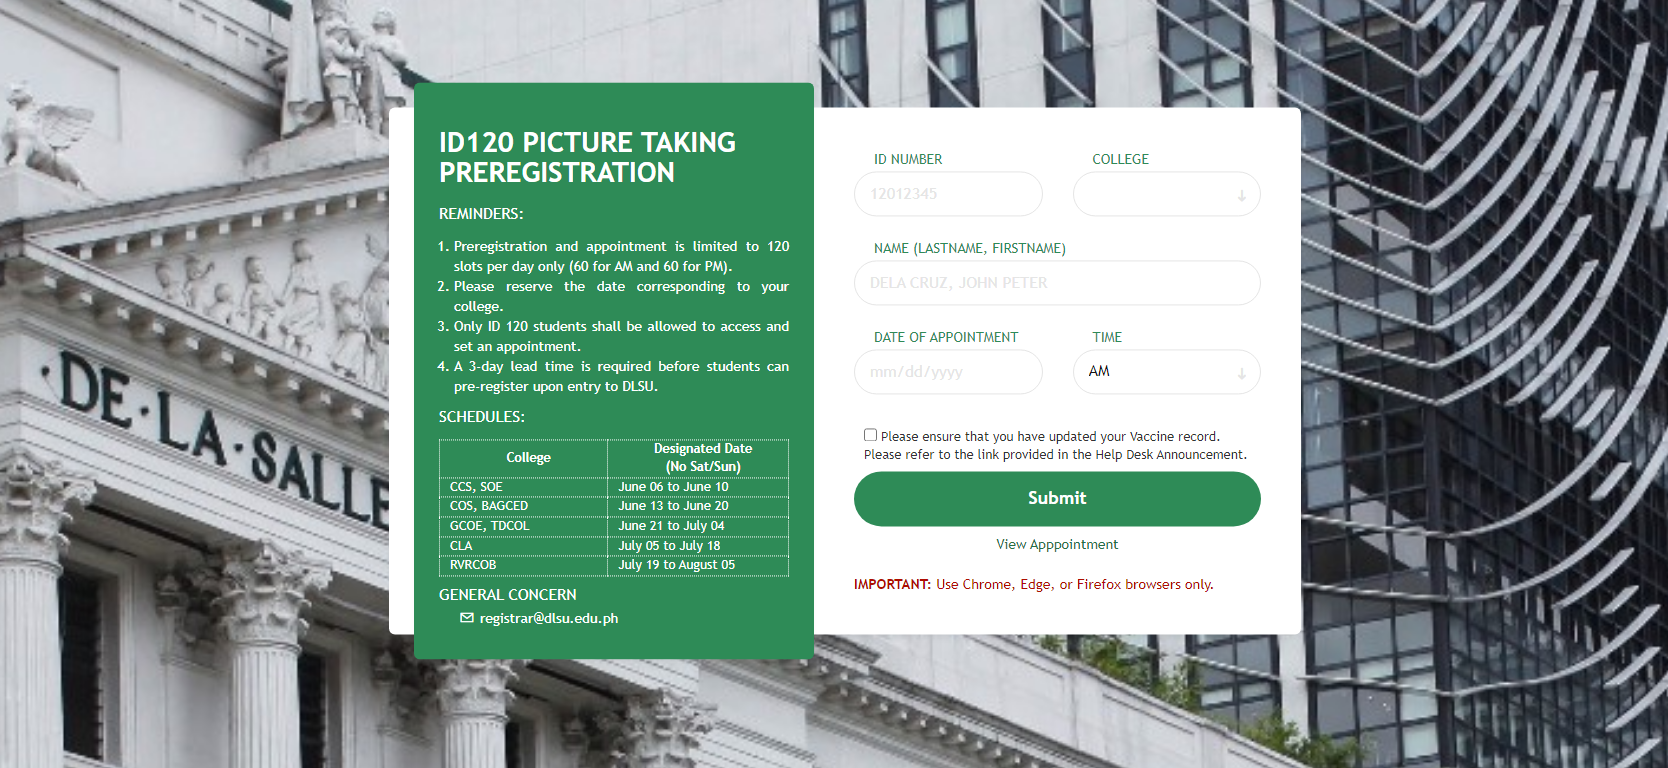 DE·LA·SALLE
ID120 PICTURE TAKING
PREREGISTRATION
REMINDERS:
1. Preregistration and appointment is limited to 120
slots per day only (60 for AM and 60 for PM).
2. Please reserve the date corresponding to your
college.
3. Only ID 120 students shall be allowed to access and
set an appointment.
4. A 3-day lead time is required before students can
pre-register upon entry to DLSU.
SCHEDULES:
College Designated Date
(No Sat/Sun)
CCS, SOE June 06 to June 10
COS, BAGCED June 13 to June 20
GCOE, TDCOL June 21 to July 04
CLA July 05 to July 18
RVRCOB July 19 to August 05
GENERAL CONCERN
registrar@dlsu.edu.ph
ID NUMBER COLLEGE
12012345
NAME (LASTNAME, FIRSTNAME)
DELA CRUZ, JOHN PETER
DATE OF APPOINTMENT TIME
mm/dd/yyyy AM
Please ensure that you have updated your Vaccine record.
Please refer to the link provided in the Help Desk Announcement.
Submit
View Apppointment
IMPORTANT: Use Chrome, Edge, or Firefox browsers only.